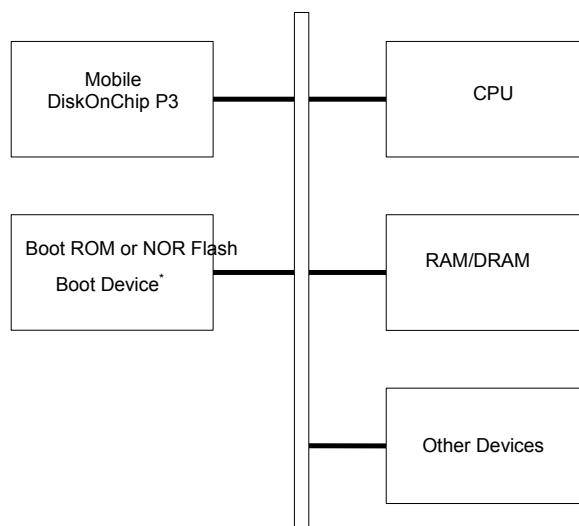 Mobile
DiskOnChip P3
CPU
Boot ROM or NOR Flash
Boot Device*
RAM/DRAM
Other Devices